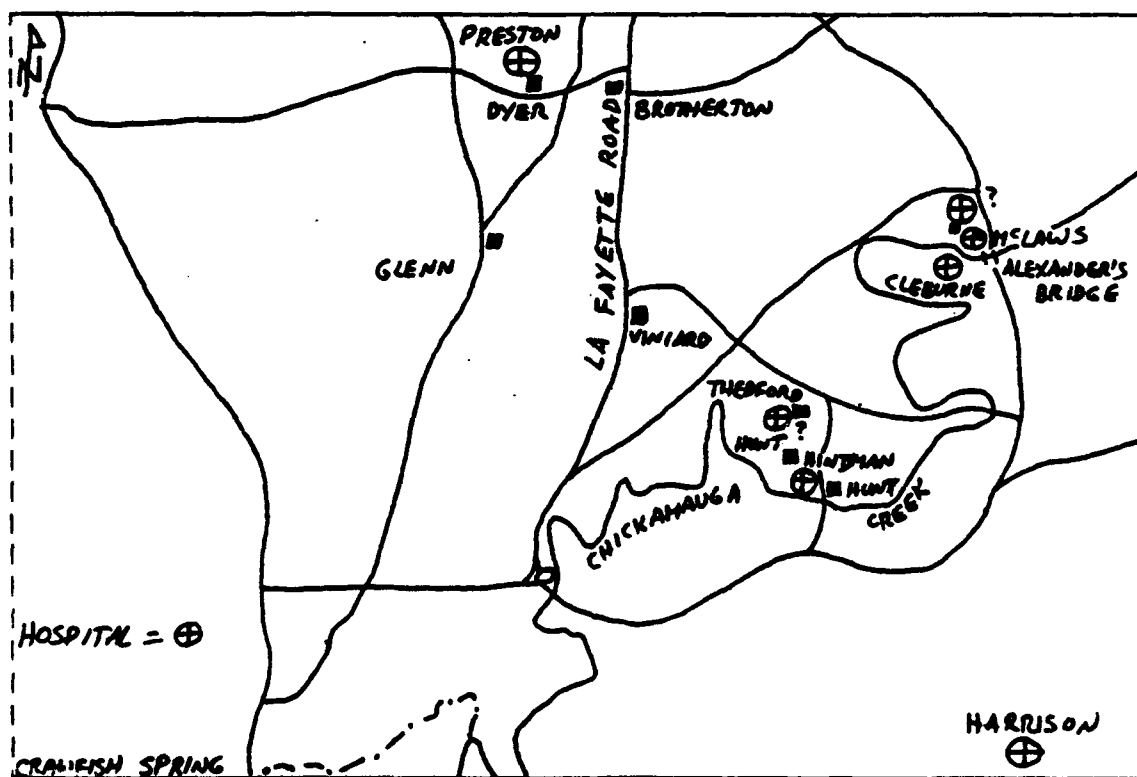 N
PRESTON
DYER
BROTHERTON
LA FAYETTE ROAD
?
MCLAWS
GLENN
CLEBURNE
ALEXANDER'S
BRIDGE
VINIARD
THEDFORD
?
HUNT
HINDMAN
HUNT
CHICKAMAUGA
CREEK
HOSPITAL =
HARRISON
CRAWFISH SPRING